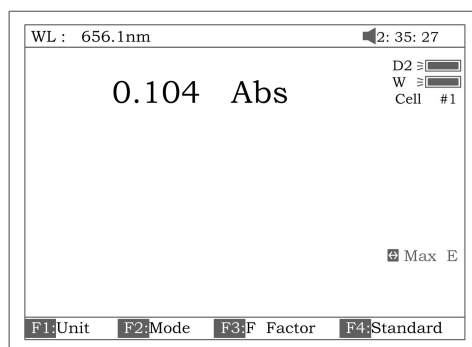 WL : 656.1nm 2: 35: 27
D2
W
0.104 Abs
Cell #1
Max E
F1:Unit F2:Mode F3:F Factor F4:Standard